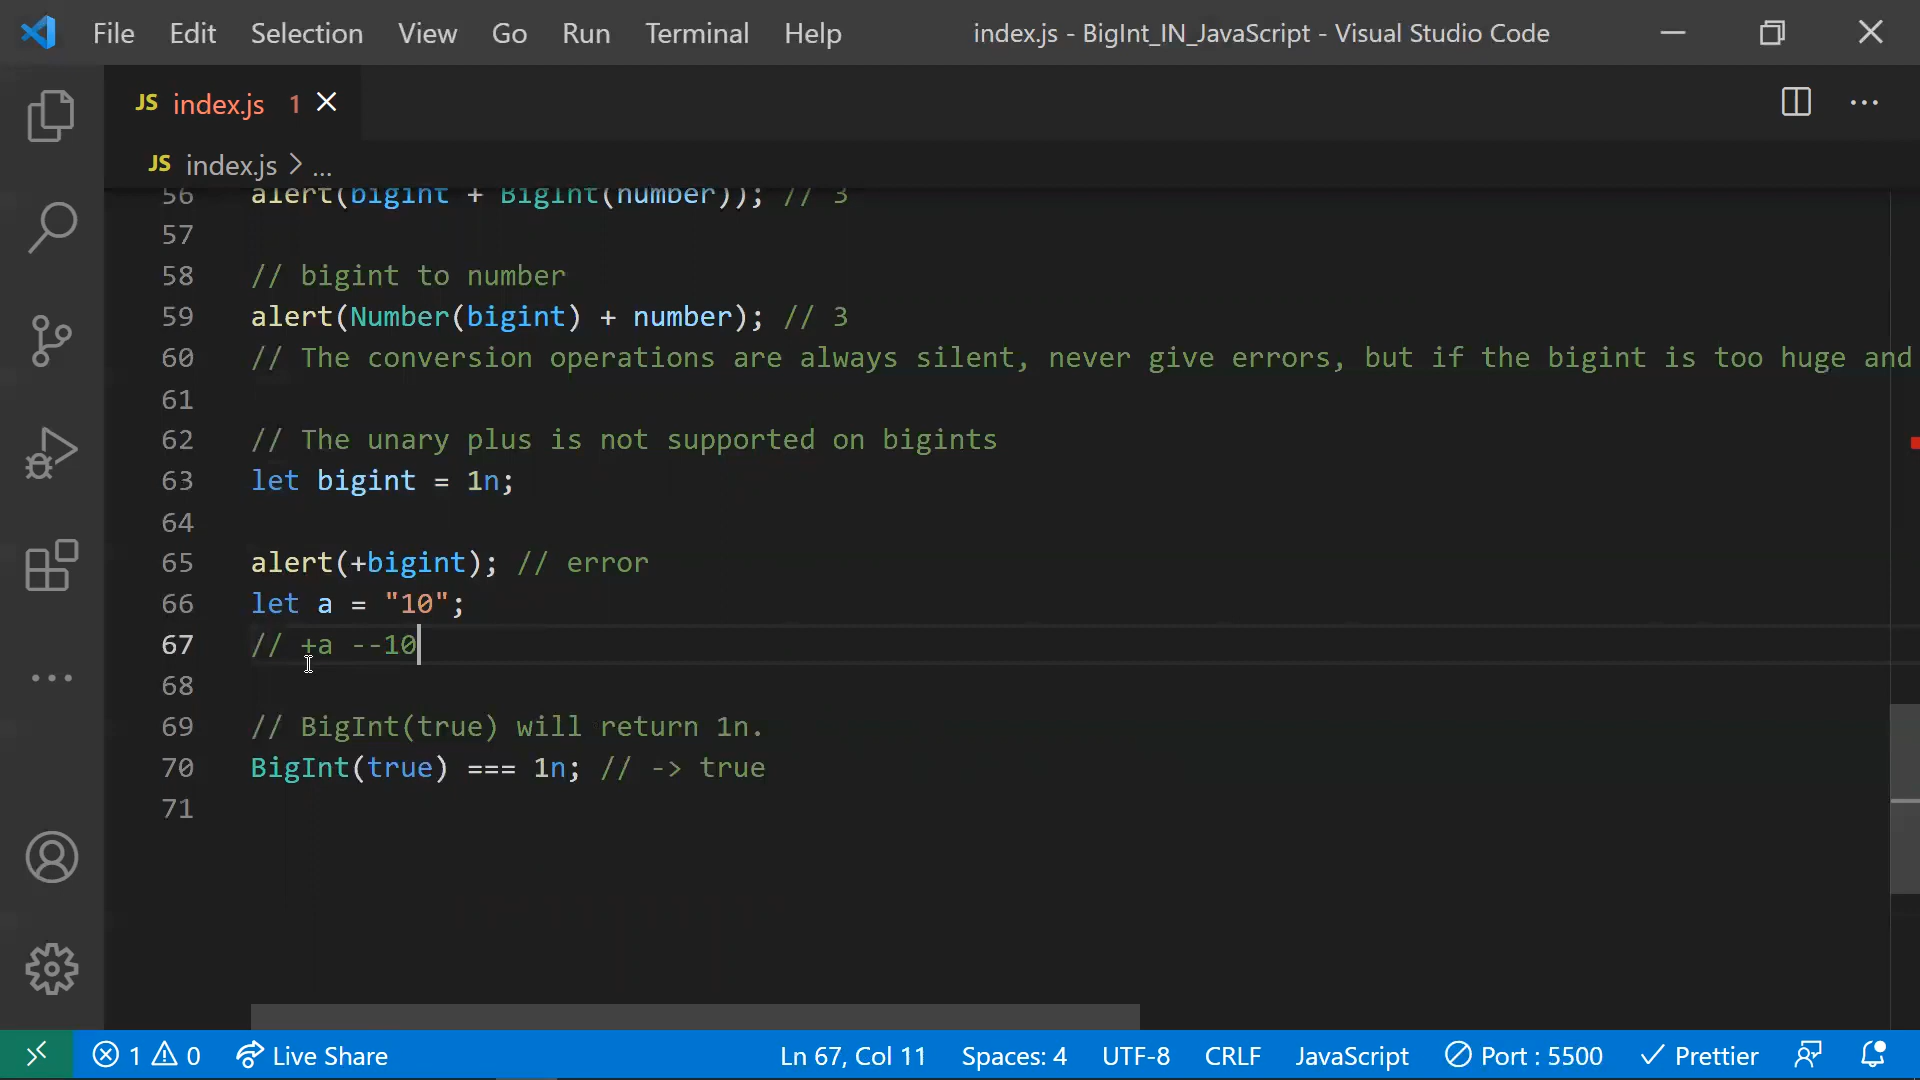 File Edit Selection View Go Run Terminal Help index.js - BigInt_IN_JavaScript - Visual Studio Code
JS index.js 1
JS index.js > ...
56 alert(bigint + BigInt(number)); // 3
57
58 // bigint to number
59 alert(Number(bigint) + number); // 3
60 // The conversion operations are always silent, never give errors, but if the bigint is too huge and
61
62 // The unary plus is not supported on bigints
63 let bigint = 1n;
64
65 alert(+bigint); // error
66 let a = "10";
67 // +a --10
68
69 // BigInt(true) will return 1n.
70 BigInt(true) === 1n; // -> true
71
1 0 Live Share Ln 67, Col 11 Spaces: 4 UTF-8 CRLF JavaScript Port : 5500 Prettier